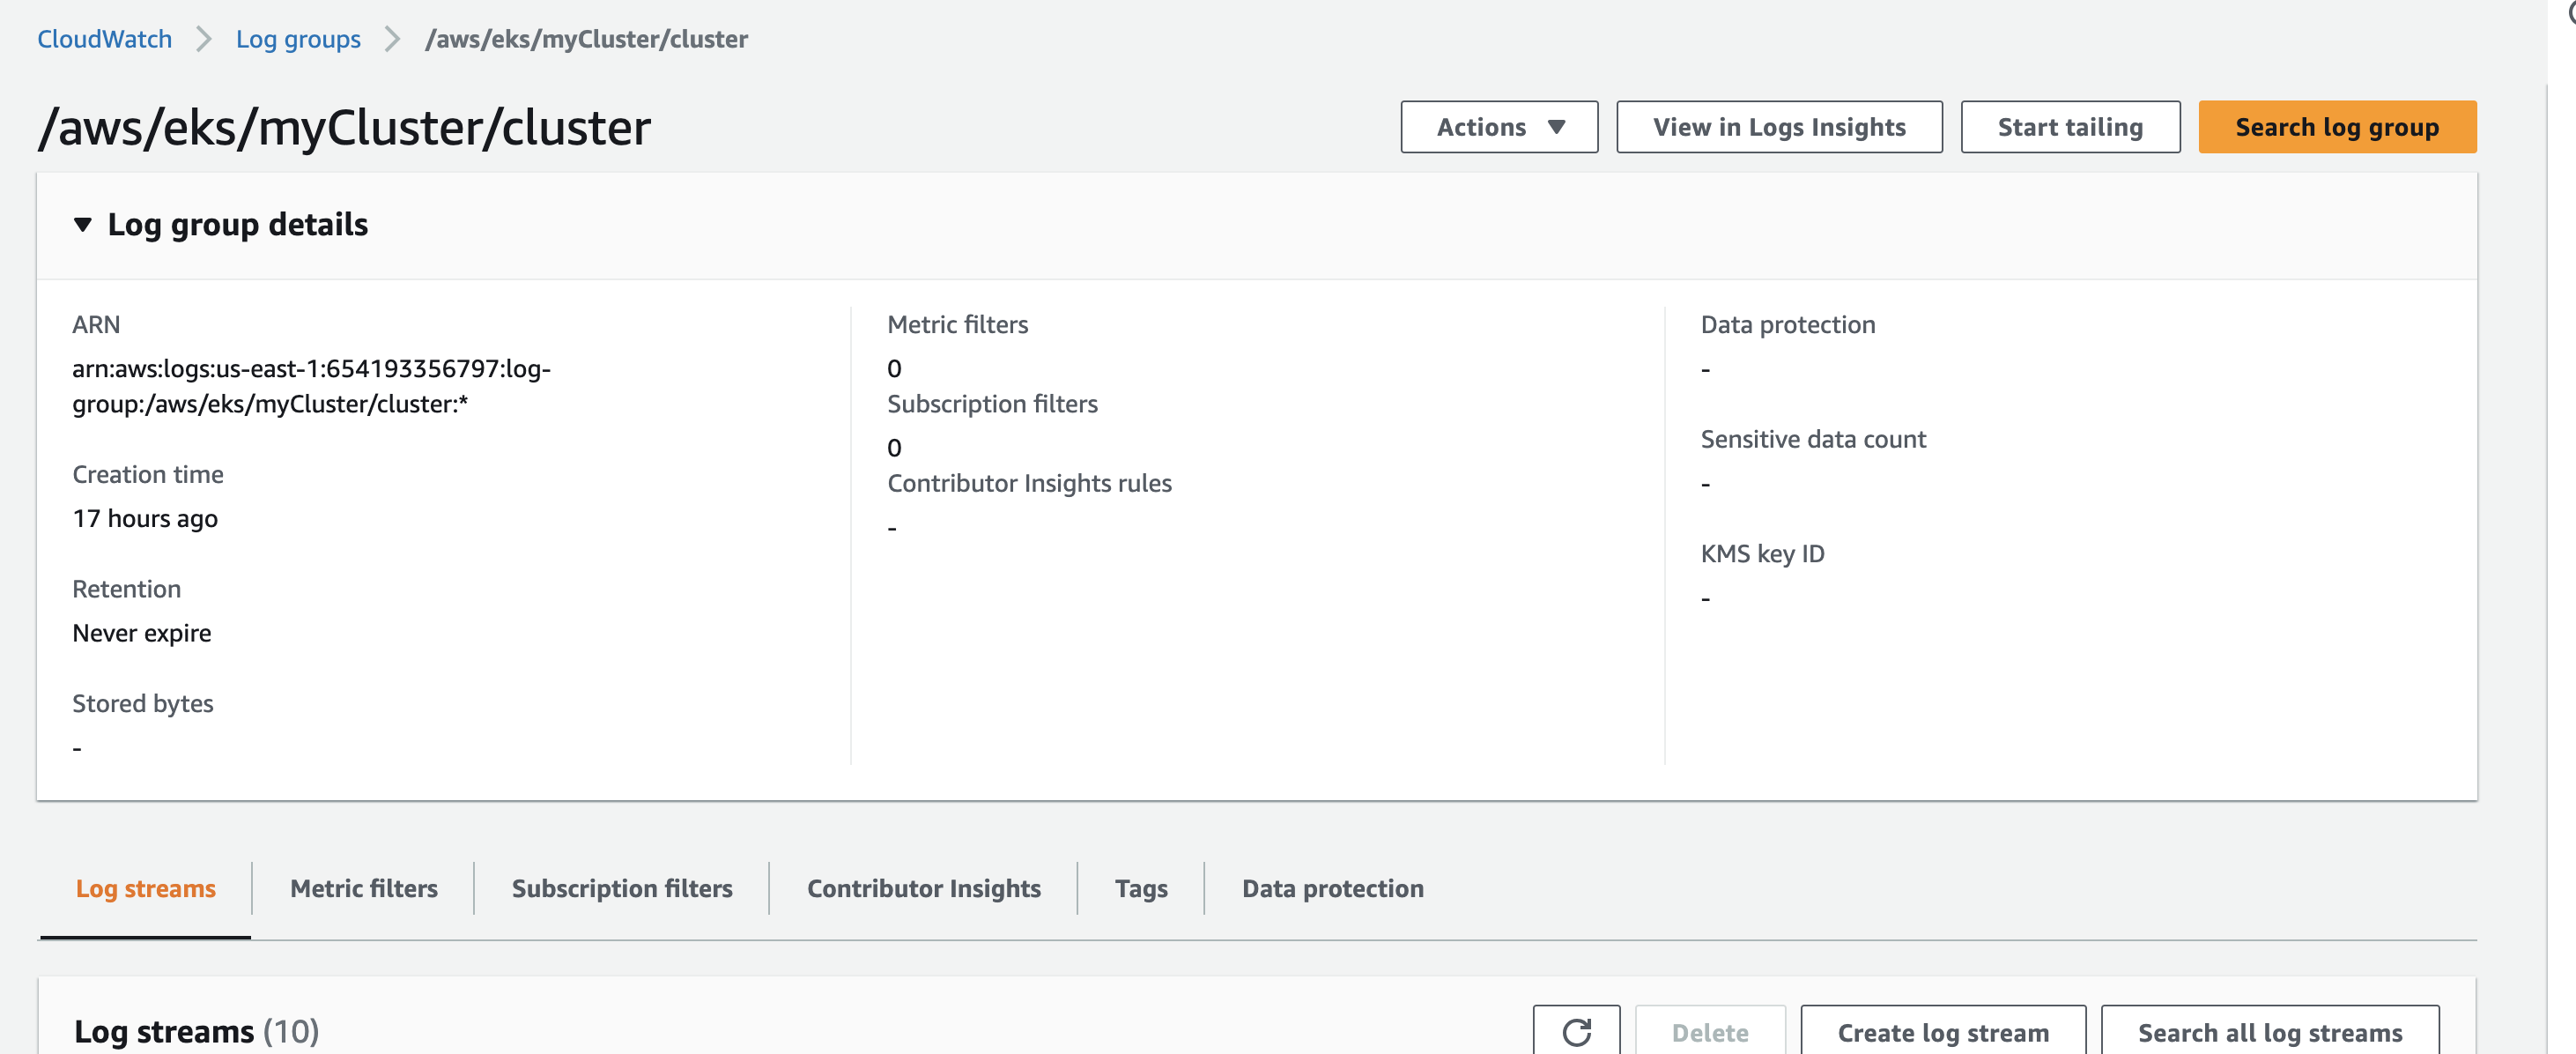 CloudWatch > Log groups > /aws/eks/myCluster/cluster
/aws/eks/myCluster/cluster
Actions ▼ View in Logs Insights Start tailing Search log group
▼ Log group details
ARN
arn:aws:logs:us-east-1:654193356797:log-
group:/aws/eks/myCluster/cluster:*
Creation time
17 hours ago
Retention
Never expire
Stored bytes
-
Metric filters
0
Subscription filters
0
Contributor Insights rules
-
Data protection
-
Sensitive data count
-
KMS key ID
-
Log streams Metric filters Subscription filters Contributor Insights Tags Data protection
Log streams (10) Delete Create log stream Search all log streams